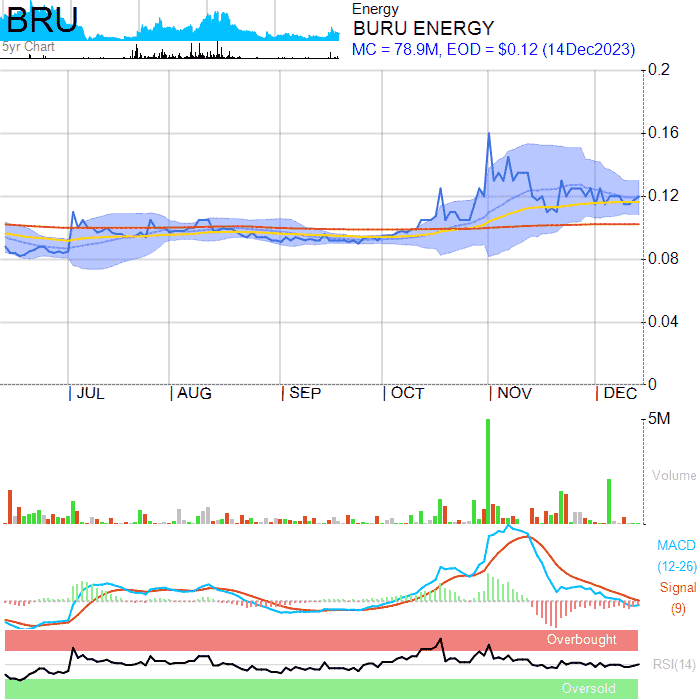 BRU
5yr Chart
Energy
BURU ENERGY
MC = 78.9M, EOD = $0.12 (14Dec2023)
0.2
0.16
0.12
0.08
0.04
0
JUL AUG SEP OCT NOV DEC
5M
Volume
MACD
(12-26)
Signal
(9)
Overbought
RSI(14)
Oversold